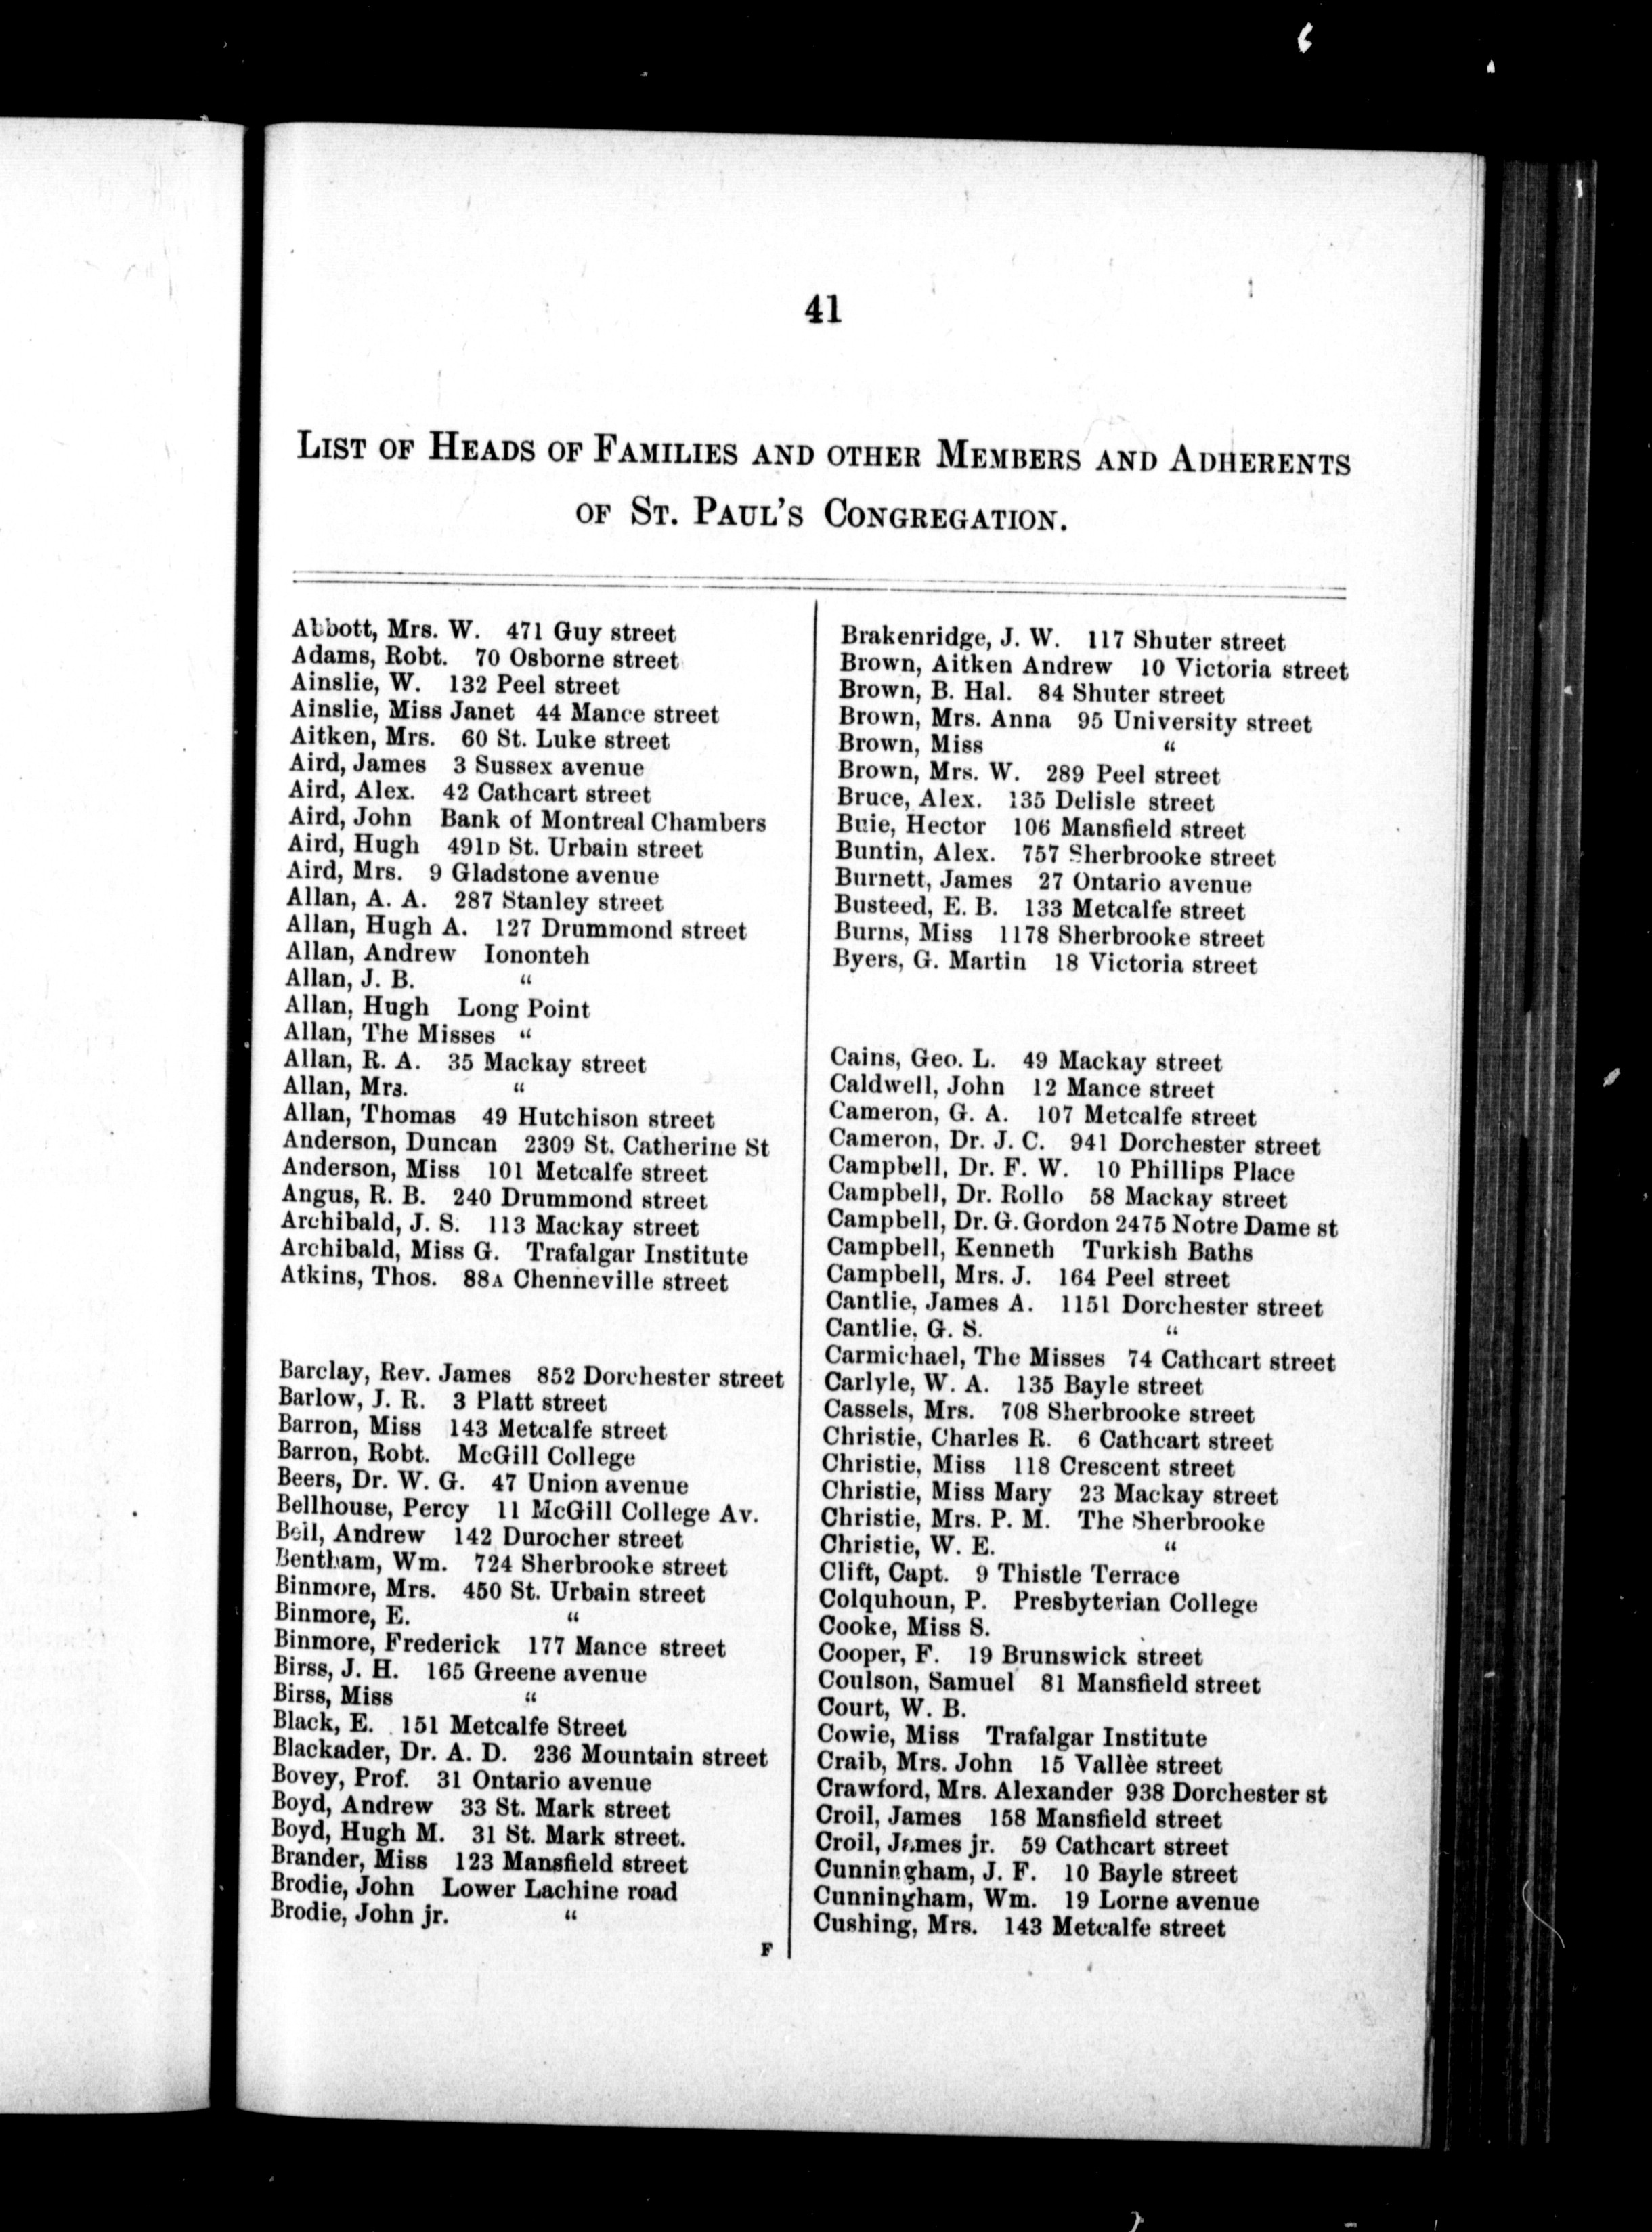 41
LIST OF HEADS OF FAMILIES AND OTHER MEMBERS AND ADHERENTS
OF ST. PAUL'S CONGREGATION.
Abbott, Mrs. W. 471 Guy street
Adams, Robt. 70 Osborne street
Ainslie, W. 132 Peel street
Ainslie, Miss Janet 44 Mance street
Aitken, Mrs. 60 St. Luke street
Aird, James 3 Sussex avenue
Aird, Alex. 42 Cathcart street
Aird, John Bank of Montreal Chambers
Aird, Hugh 491D St. Urbain street
Aird, Mrs. 9 Gladstone avenue
Allan, A. A. 287 Stanley street
Allan, Hugh A. 127 Drummond street
Allan, Andrew Iononteh
Allan, J. B. “
Allan, Hugh Long Point
Allan, The Misses “
Allan, R. A. 35 Mackay street
Allan, Mrs. “
Allan, Thomas 49 Hutchison street
Anderson, Duncan 2309 St. Catherine St
Anderson, Miss 101 Metcalfe street
Angus, R. B. 240 Drummond street
Archibald, J. S. 113 Mackay street
Archibald, Miss G. Trafalgar Institute
Atkins, Thos. 88A Chenneville street
Barclay, Rev. James 852 Dorchester street
Barlow, J. R. 3 Platt street
Barron, Miss 143 Metcalfe street
Barron, Robt. McGill College
Beers, Dr. W. G. 47 Union avenue
Bellhouse, Percy 11 McGill College Av.
Bell, Andrew 142 Durocher street
Bentham, Wm. 724 Sherbrooke street
Binmore, Mrs. 450 St. Urbain street
Binmore, E. “
Binmore, Frederick 177 Mance street
Birss, J. H. 165 Greene avenue
Birss, Miss “
Black, E. 151 Metcalfe Street
Blackader, Dr. A. D. 236 Mountain street
Bovey, Prof. 31 Ontario avenue
Boyd, Andrew 33 St. Mark street
Boyd, Hugh M. 31 St. Mark street.
Brander, Miss 123 Mansfield street
Brodie, John Lower Lachine road
Brodie, John jr. “
F
Brakenridge, J. W. 117 Shuter street
Brown, Aitken Andrew 10 Victoria street
Brown, B. Hal. 84 Shuter street
Brown, Mrs. Anna 95 University street
Brown, Miss “
Brown, Mrs. W. 289 Peel street
Bruce, Alex. 135 Delisle street
Buie, Hector 106 Mansfield street
Buntin, Alex. 757 Sherbrooke street
Burnett, James 27 Ontario avenue
Busteed, E. B. 133 Metcalfe street
Burns, Miss 1178 Sherbrooke street
Byers, G. Martin 18 Victoria street
Cains, Geo. L. 49 Mackay street
Caldwell, John 12 Mance street
Cameron, G. A. 107 Metcalfe street
Cameron, Dr. J. C. 941 Dorchester street
Campbell, Dr. F. W. 10 Phillips Place
Campbell, Dr. Rollo 58 Mackay street
Campbell, Dr. G. Gordon 2475 Notre Dame st
Campbell, Kenneth Turkish Baths
Campbell, Mrs. J. 164 Peel street
Cantlie, James A. 1151 Dorchester street
Cantlie, G. S. “
Carmichael, The Misses 74 Cathcart street
Carlyle, W. A. 135 Bayle street
Cassels, Mrs. 708 Sherbrooke street
Christie, Charles R. 6 Cathcart street
Christie, Miss 118 Crescent street
Christie, Miss Mary 23 Mackay street
Christie, Mrs. P. M. The Sherbrooke
Christie, W. E. “
Clift, Capt. 9 Thistle Terrace
Colquhoun, P. Presbyterian College
Cooke, Miss S.
Cooper, F. 19 Brunswick street
Coulson, Samuel 81 Mansfield street
Court, W. B.
Cowie, Miss Trafalgar Institute
Craib, Mrs. John 15 Vallèe street
Crawford, Mrs. Alexander 938 Dorchester st
Croil, James 158 Mansfield street
Croil, James jr. 59 Cathcart street
Cunningham, J. F. 10 Bayle street
Cunningham, Wm. 19 Lorne avenue
Cushing, Mrs. 143 Metcalfe street